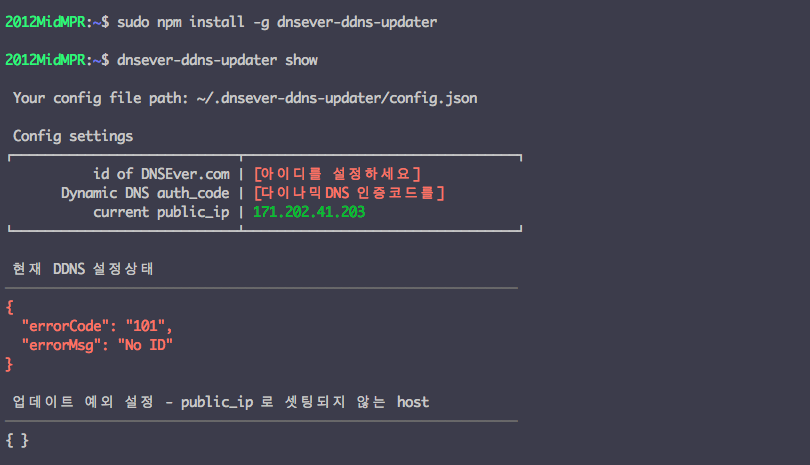 2012MidMPR:~$ sudo npm install -g dnsever-ddns-updater
2012MidMPR:~$ dnsever-ddns-updater show
Your config file path: ~/.dnsever-ddns-updater/config.json
Config settings
id of DNSEver.com | [아이디를 설정하세요]
Dynamic DNS auth_code | [다이나믹DNS 인증코드를]
current public_ip | 171.202.41.203
현재 DDNS 설정상태
{
"errorCode": "101",
"errorMsg": "No ID"
}
업데이트 예외 설정 - public_ip 로 셋팅되지 않는 host
{ }